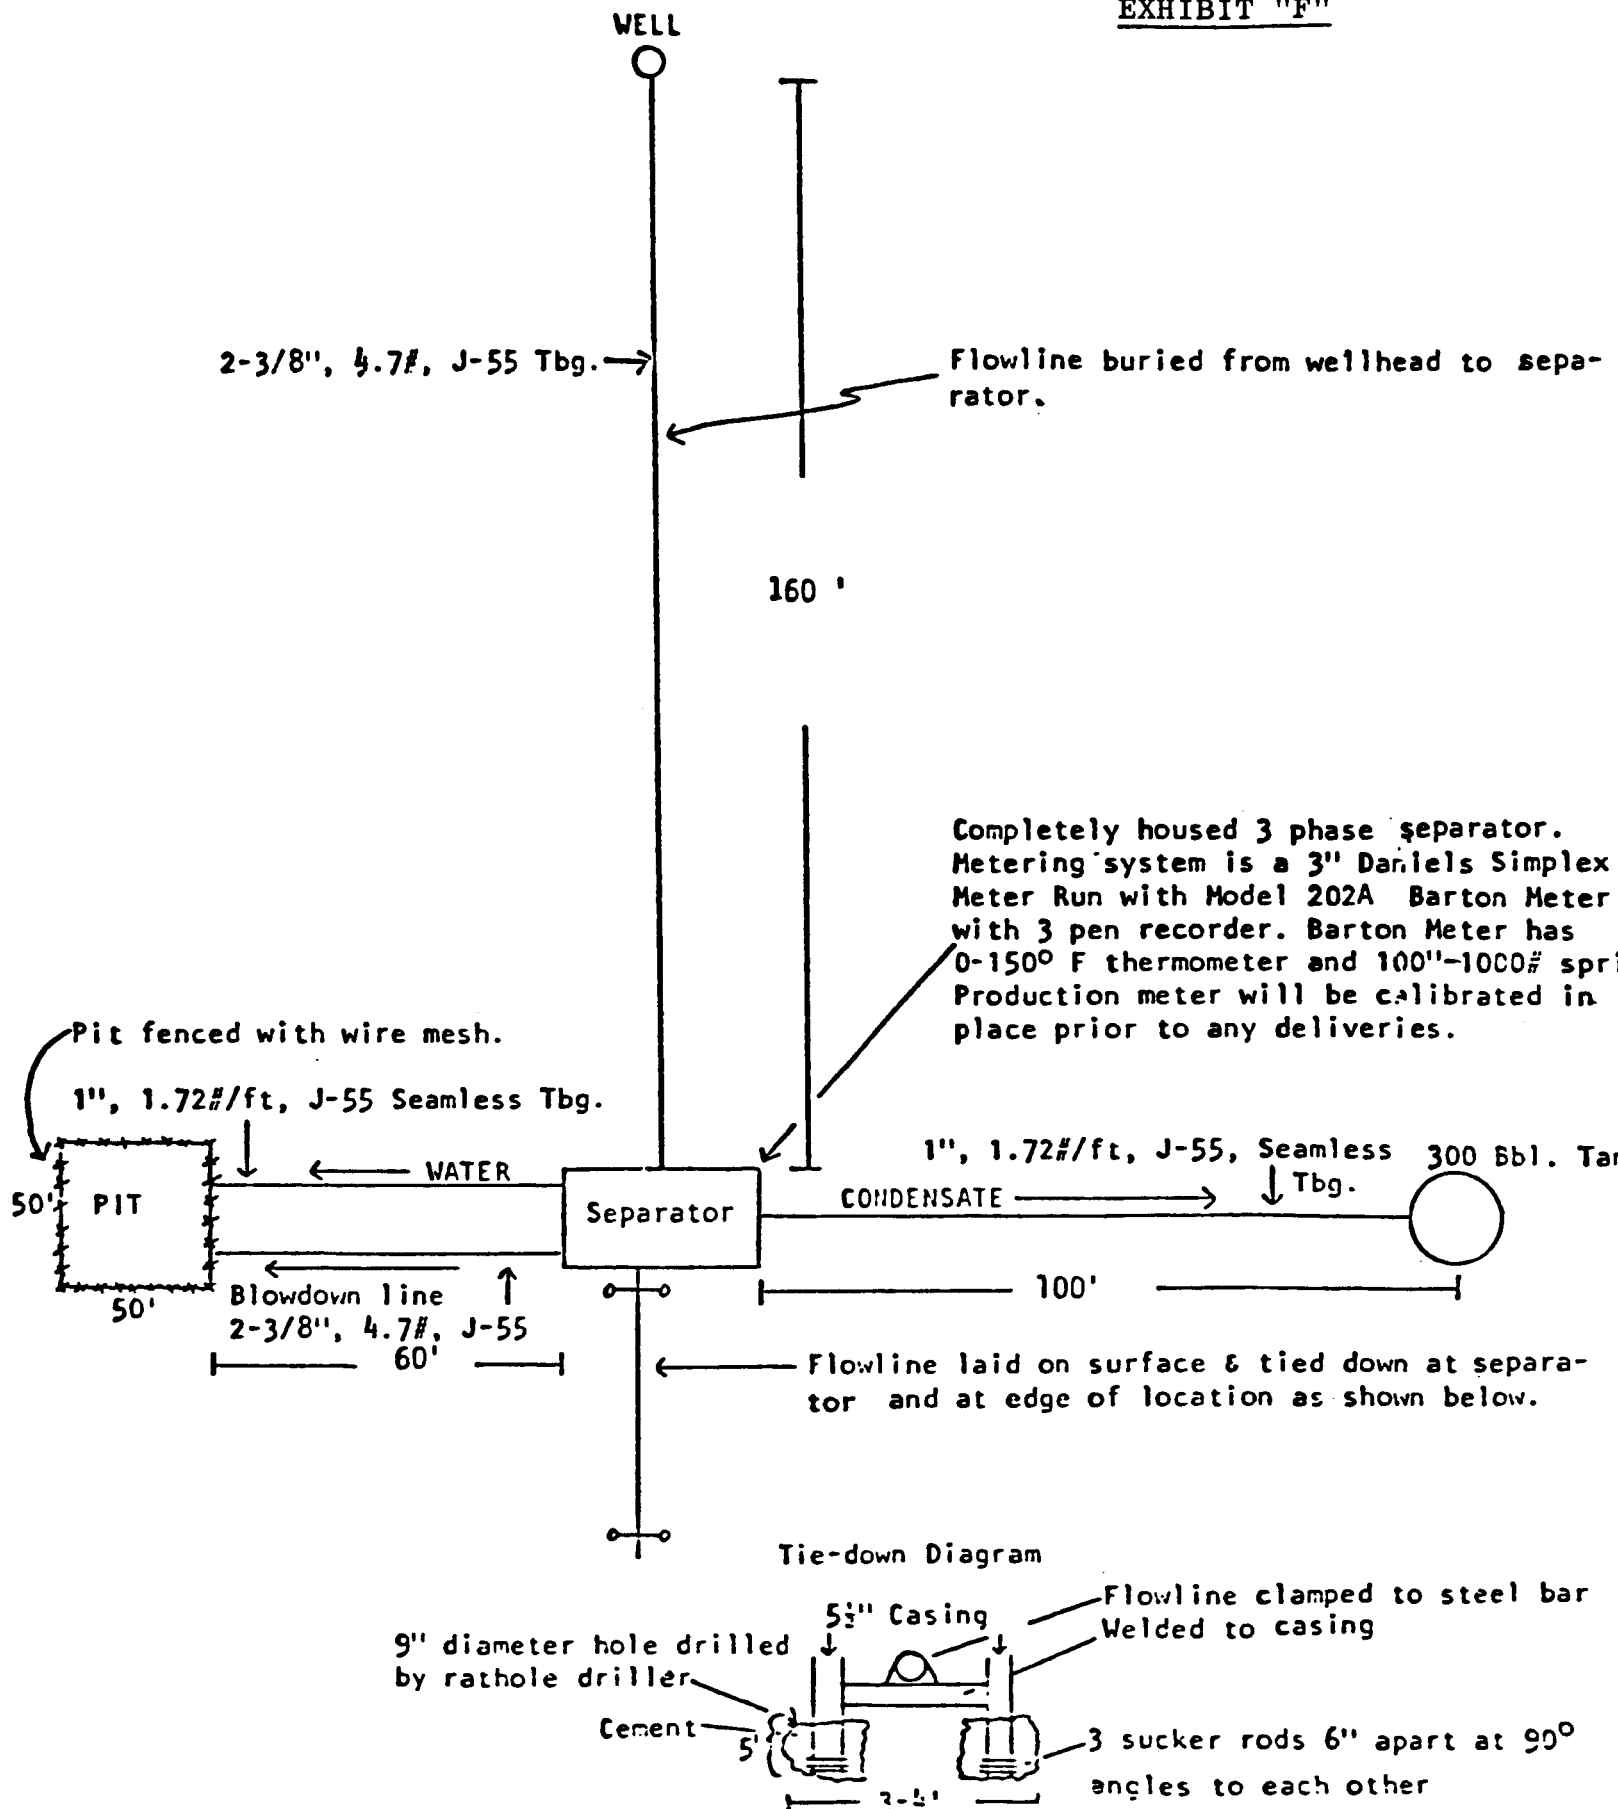 EXHIBIT "F"
WELL
2-3/8", 4.7#, J-55 Tbg.
Flowline buried from wellhead to sepa-
rator.
160 '
Completely housed 3 phase separator.
Metering system is a 3" Daniels Simplex
Meter Run with Model 202A Barton Meter
with 3 pen recorder. Barton Meter has
0-150° F thermometer and 100"-1000# spri
Production meter will be calibrated in
place prior to any deliveries.
Pit fenced with wire mesh.
1", 1.72#/ft, J-55 Seamless Tbg.
1", 1.72#/ft, J-55, Seamless
Tbg.
300 Bbl. Tan
WATER
50'
PIT
Separator
CONDENSATE
50'
Blowdown line
2-3/8", 4.7#, J-55
60'
100'
Flowline laid on surface & tied down at separa-
tor and at edge of location as shown below.
Tie-down Diagram
Flowline clamped to steel bar
Welded to casing
5½" Casing
9" diameter hole drilled
by rathole driller
Cement
5'
3 sucker rods 6" apart at 90°
angles to each other